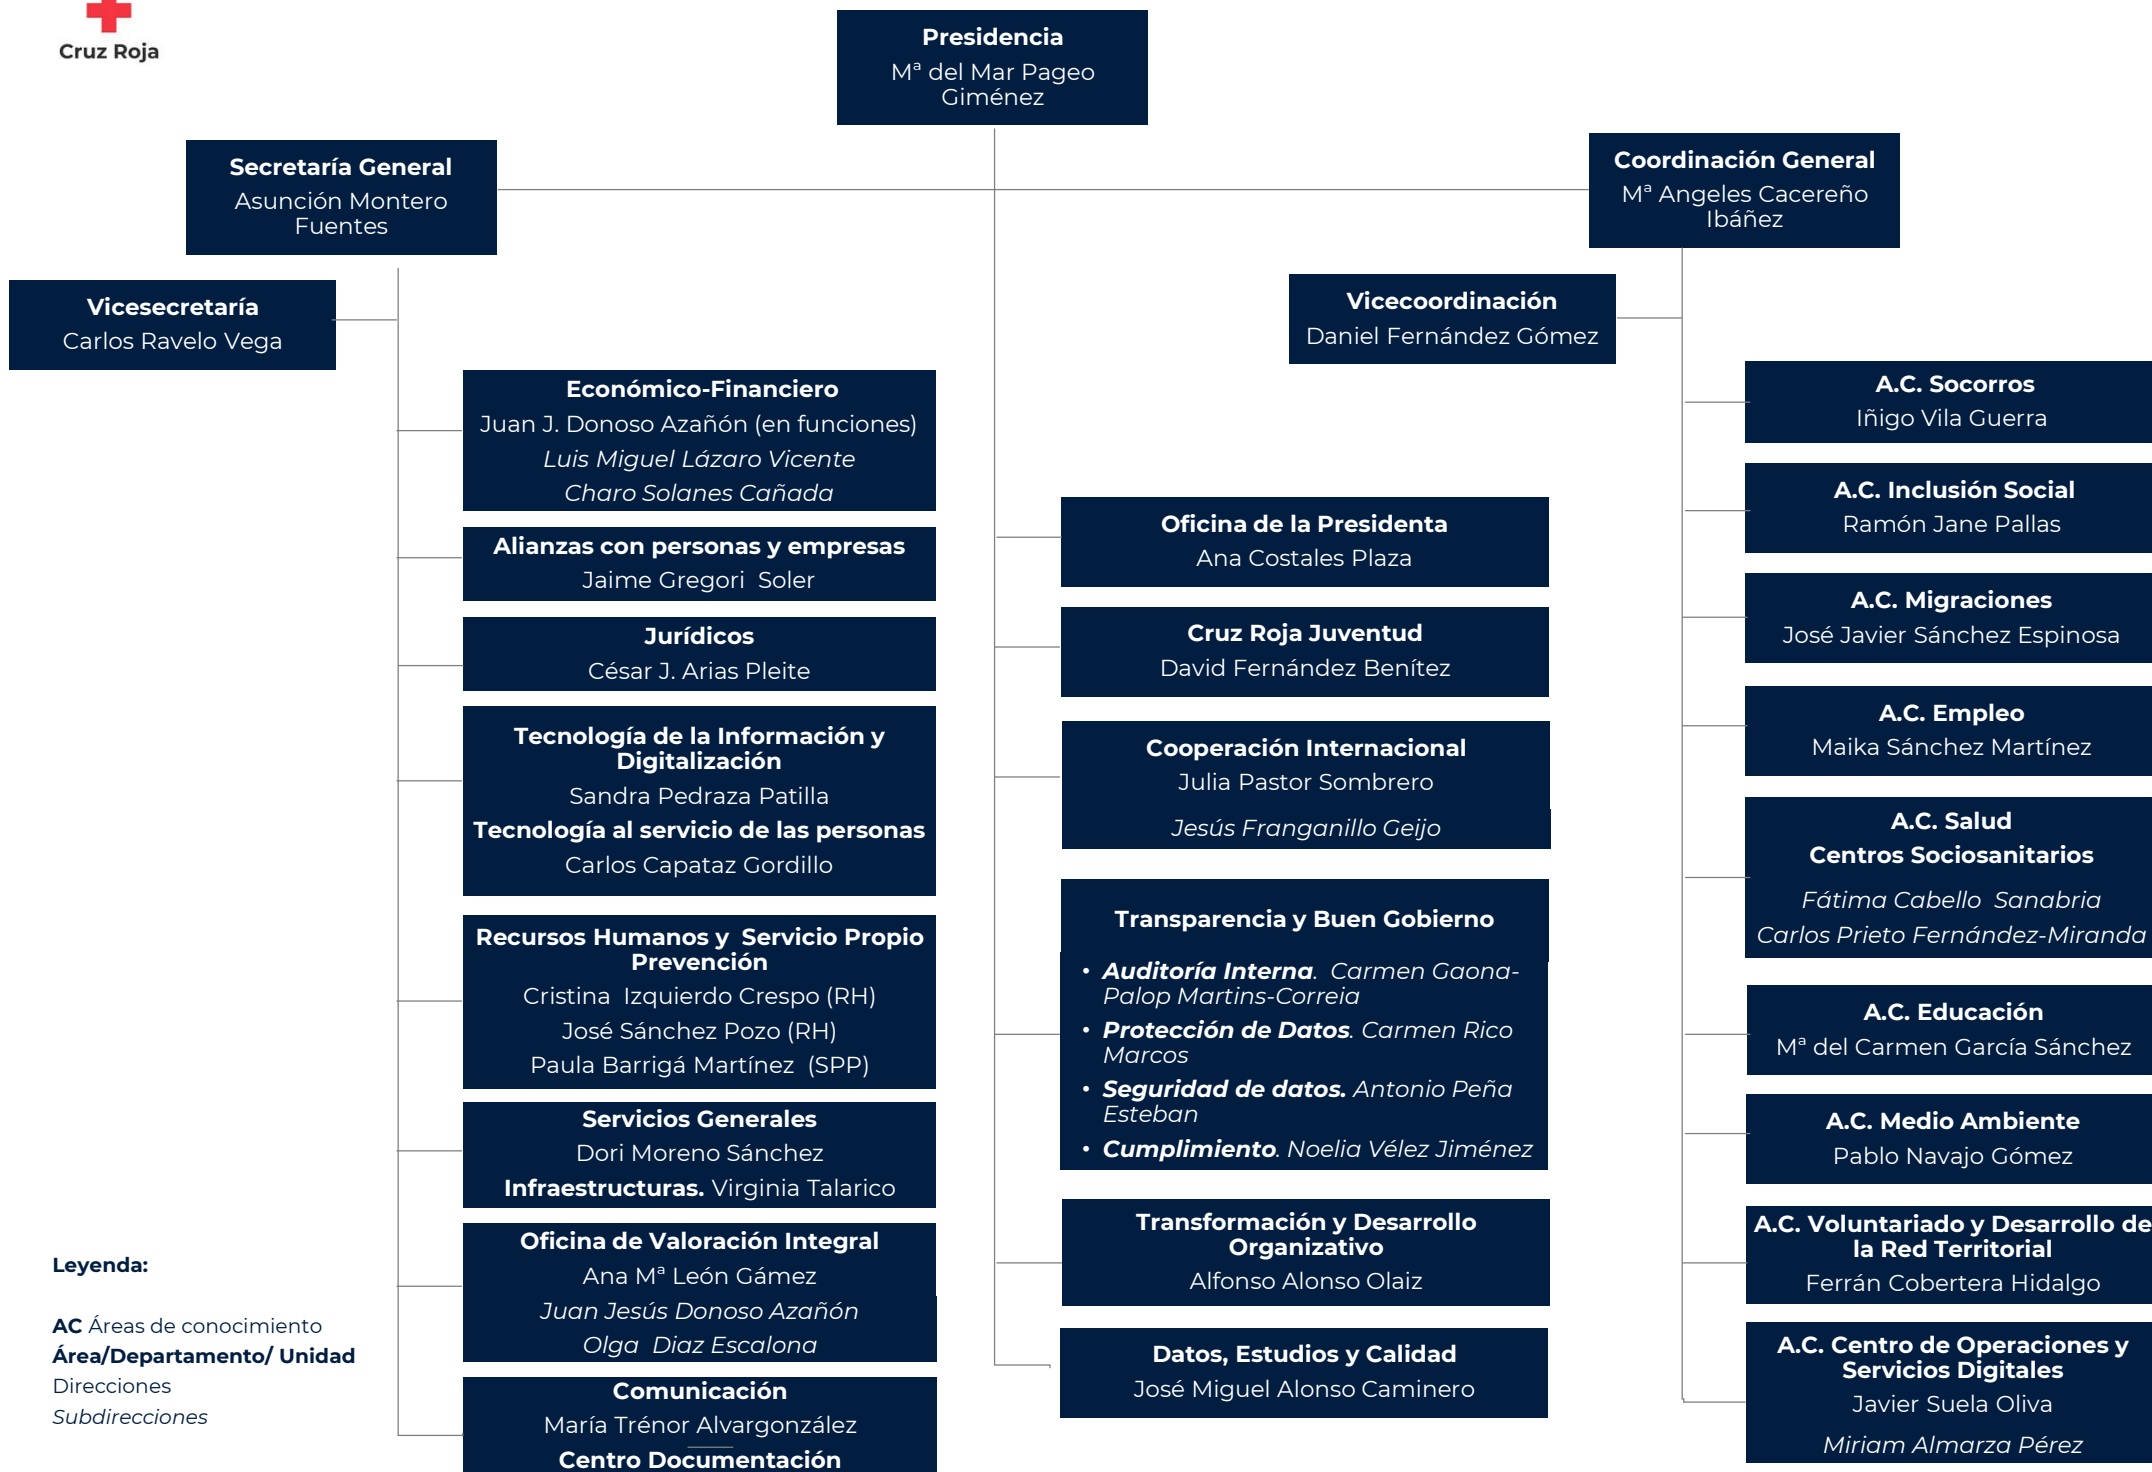 Cruz Roja
Presidencia
Mª del Mar Pageo
Giménez
Secretaría General
Asunción Montero
Fuentes
Coordinación General
Mª Angeles Cacereño
Ibáñez
Vicesecretaría
Carlos Ravelo Vega
Vicecoordinación
Daniel Fernández Gómez
Económico-Financiero
Juan J. Donoso Azañón (en funciones)
Luis Miguel Lázaro Vicente
Charo Solanes Cañada
Alianzas con personas y empresas
Jaime Gregori Soler
Jurídicos
César J. Arias Pleite
Tecnología de la Información y
Digitalización
Sandra Pedraza Patilla
Tecnología al servicio de las personas
Carlos Capataz Gordillo
Recursos Humanos y Servicio Propio
Prevención
Cristina Izquierdo Crespo (RH)
José Sánchez Pozo (RH)
Paula Barrigá Martínez (SPP)
Servicios Generales
Dori Moreno Sánchez
Infraestructuras. Virginia Talarico
Oficina de Valoración Integral
Ana Mª León Gámez
Juan Jesús Donoso Azañón
Olga Diaz Escalona
Comunicación
María Trénor Alvargonzález
Centro Documentación
Oficina de la Presidenta
Ana Costales Plaza
Cruz Roja Juventud
David Fernández Benítez
Cooperación Internacional
Julia Pastor Sombrero
Jesús Franganillo Geijo
Transparencia y Buen Gobierno
• Auditoría Interna. Carmen Gaona-
Palop Martins-Correia
• Protección de Datos. Carmen Rico
Marcos
• Seguridad de datos. Antonio Peña
Esteban
• Cumplimiento. Noelia Vélez Jiménez
Transformación y Desarrollo
Organizativo
Alfonso Alonso Olaiz
Datos, Estudios y Calidad
José Miguel Alonso Caminero
A.C. Socorros
Iñigo Vila Guerra
A.C. Inclusión Social
Ramón Jane Pallas
A.C. Migraciones
José Javier Sánchez Espinosa
A.C. Empleo
Maika Sánchez Martínez
A.C. Salud
Centros Sociosanitarios
Fátima Cabello Sanabria
Carlos Prieto Fernández-Miranda
A.C. Educación
Mª del Carmen García Sánchez
A.C. Medio Ambiente
Pablo Navajo Gómez
A.C. Voluntariado y Desarrollo de
la Red Territorial
Ferrán Cobertera Hidalgo
A.C. Centro de Operaciones y
Servicios Digitales
Javier Suela Oliva
Miriam Almarza Pérez
Leyenda:
AC Áreas de conocimiento
Área/Departamento/ Unidad
Direcciones
Subdirecciones